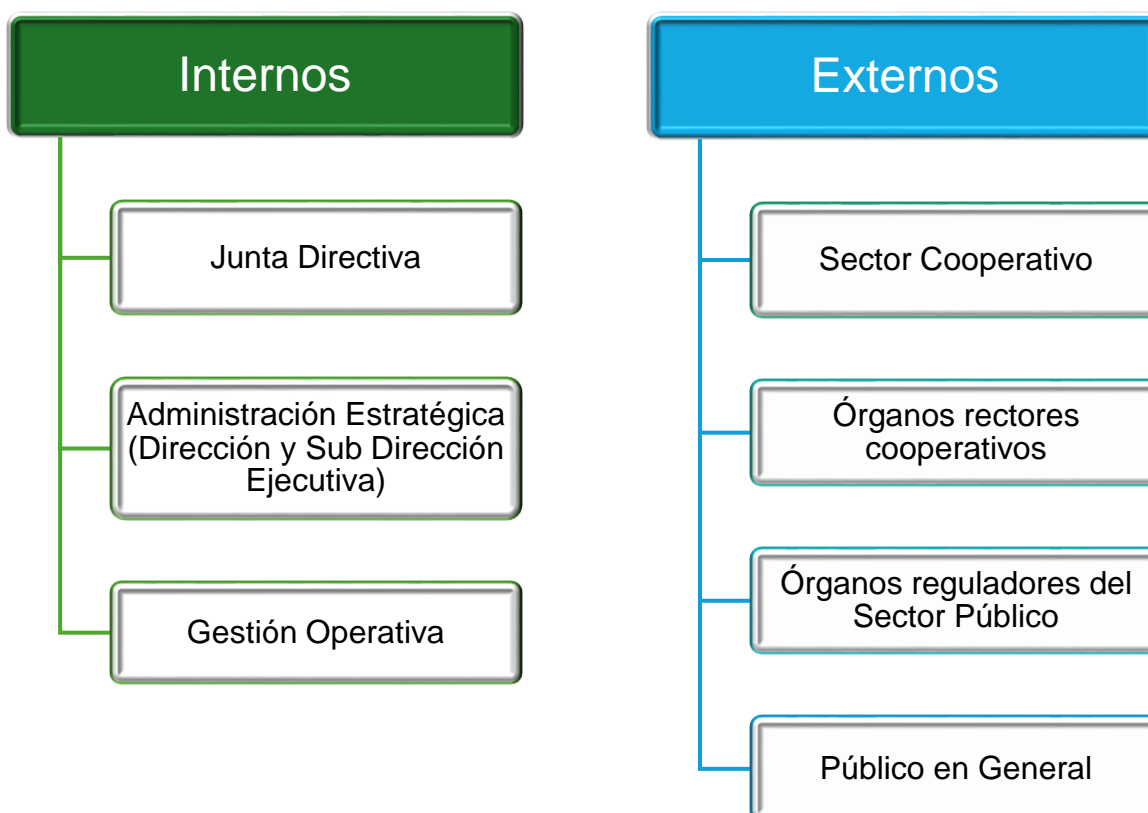 Internos
Junta Directiva
Administración Estratégica
(Dirección y Sub Dirección
Ejecutiva)
Gestión Operativa
Externos
Sector Cooperativo
Órganos rectores
cooperativos
Órganos reguladores del
Sector Público
Público en General